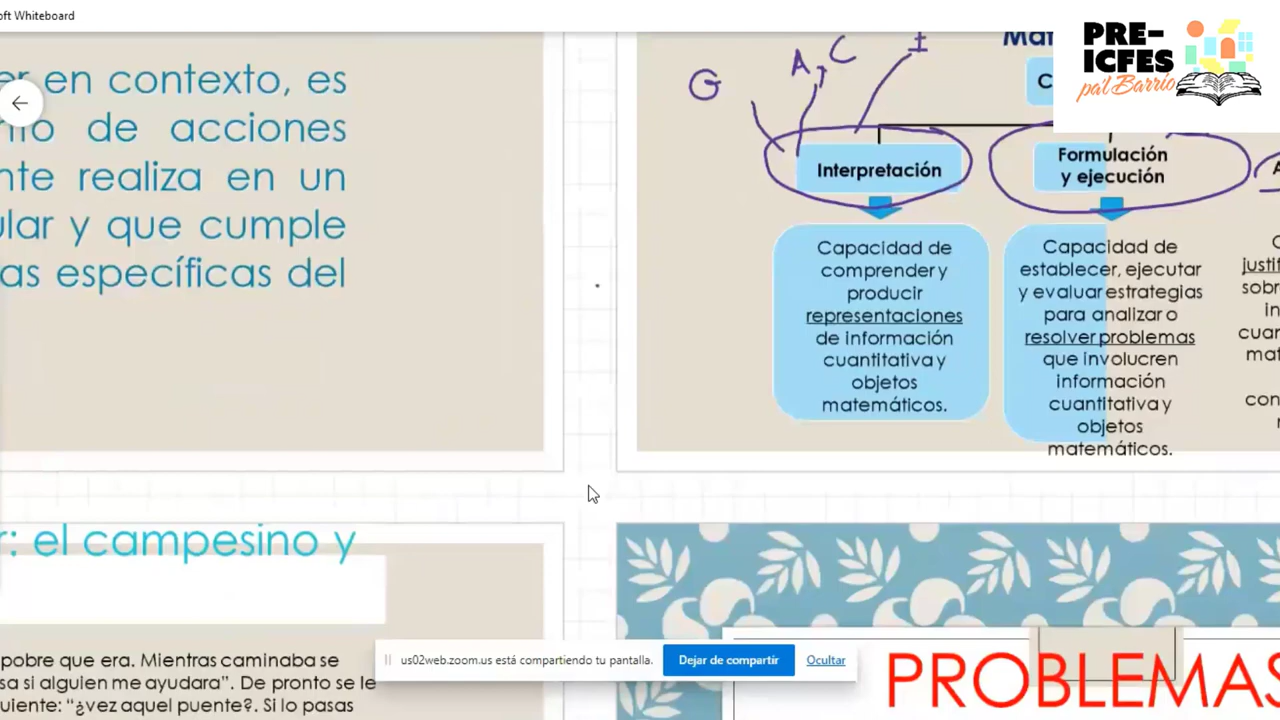 oft Whiteboard
PRE-
ICFES
pa'l Barrio
er en contexto, es
nto de acciones
nte realiza en un
ular y que cumple
as específicas del
G A, C I
Mat
C
Interpretación
Formulación
y ejecución
A
Capacidad de
comprender y
producir
representaciones
de información
cuantitativa y
objetos
matemáticos.
Capacidad de
establecer, ejecutar
y evaluar estrategias
para analizar o
resolver problemas
que involucren
información
cuantitativa y
objetos
matemáticos.
C
justif
sobr
in
cuan
mat
con
r: el campesino y
pobre que era. Mientras caminaba se
sa si alguien me ayudara”. De pronto se le
uiente: “¿vez aquel puente?. Si lo pasas
us02web.zoom.us está compartiendo tu pantalla.
Dejar de compartir
Ocultar
PROBLEMAS